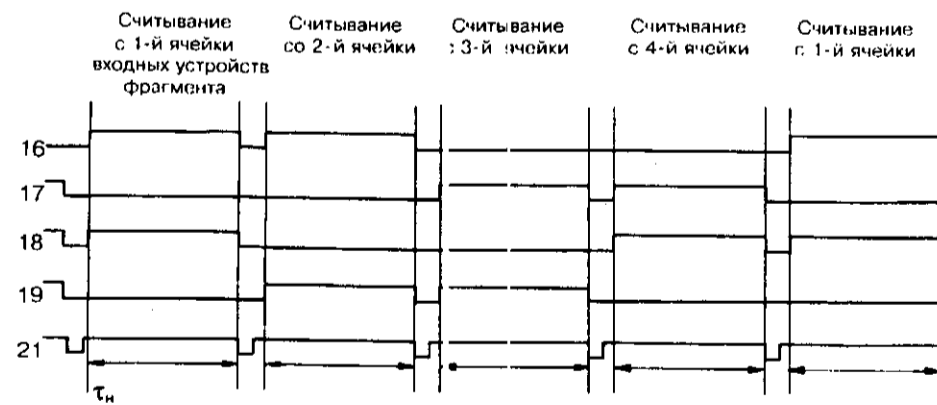 Считывание
с 1-й ячейки
входных устройств
фрагмента
Считывание
со 2-й ячейки
Считывание
3-й ячейки
Считывание
с 4-й ячейки
Считывание
с 1-й ячейки
16
17
18
19
21
τн